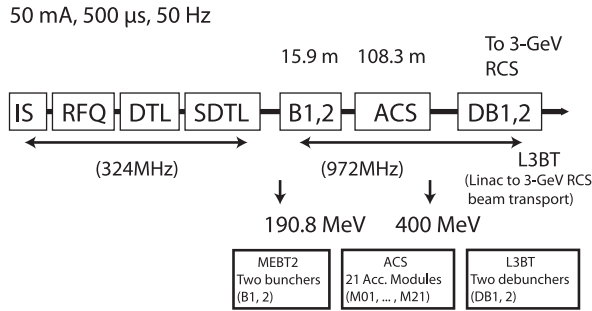 50 mA, 500 µs, 50 Hz
15.9 m
108.3 m
To 3-GeV
RCS
IS
RFQ
DTL
SDTL
B1,2
ACS
DB1,2
(324MHz)
(972MHz)
L3BT
(Linac to 3-GeV RCS
beam transport)
190.8 MeV
400 MeV
MEBT2
Two bunchers
(B1, 2)
ACS
21 Acc. Modules
(M01, ... , M21)
L3BT
Two debunchers
(DB1, 2)